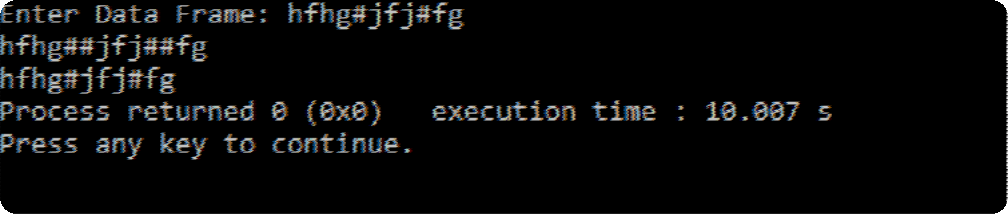 Enter Data Frame: hfhg#jfj#fg
hfhg##jfj##fg
hfhg#jfj#fg
Process returned 0 (0x0)   execution time : 10.007 s
Press any key to continue.